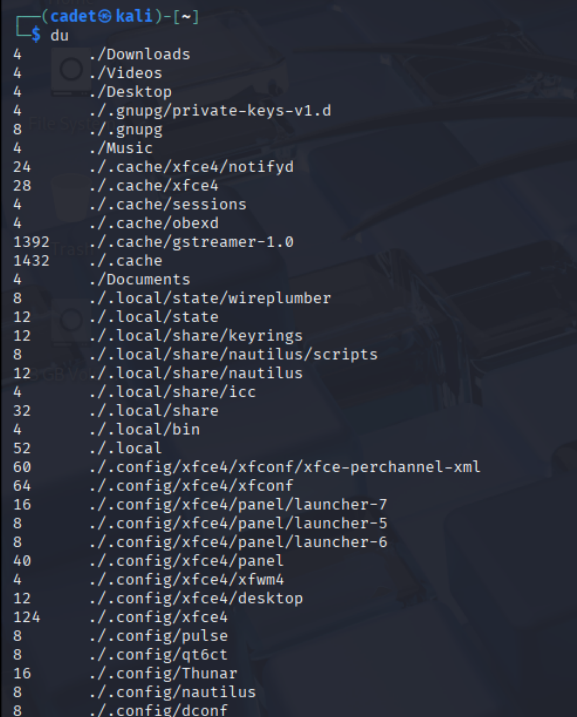 ┌──(cadet㉿kali)-[~]
└─$ du
4 ./Downloads
4 ./Videos
4 ./Desktop
4 ./.gnupg/private-keys-v1.d
8 ./.gnupg
4 ./Music
24 ./.cache/xfce4/notifyd
28 ./.cache/xfce4
4 ./.cache/sessions
4 ./.cache/obexd
1392 ./.cache/gstreamer-1.0
1432 ./.cache
4 ./Documents
8 ./.local/state/wireplumber
12 ./.local/state
12 ./.local/share/keyrings
8 ./.local/share/nautilus/scripts
12 ./.local/share/nautilus
4 ./.local/share/icc
32 ./.local/share
4 ./.local/bin
52 ./.local
60 ./.config/xfce4/xfconf/xfce-perchannel-xml
64 ./.config/xfce4/xfconf
16 ./.config/xfce4/panel/launcher-7
8 ./.config/xfce4/panel/launcher-5
8 ./.config/xfce4/panel/launcher-6
40 ./.config/xfce4/panel
4 ./.config/xfce4/xfwm4
12 ./.config/xfce4/desktop
124 ./.config/xfce4
8 ./.config/pulse
8 ./.config/qt6ct
16 ./.config/Thunar
8 ./.config/nautilus
8 ./.config/dconf